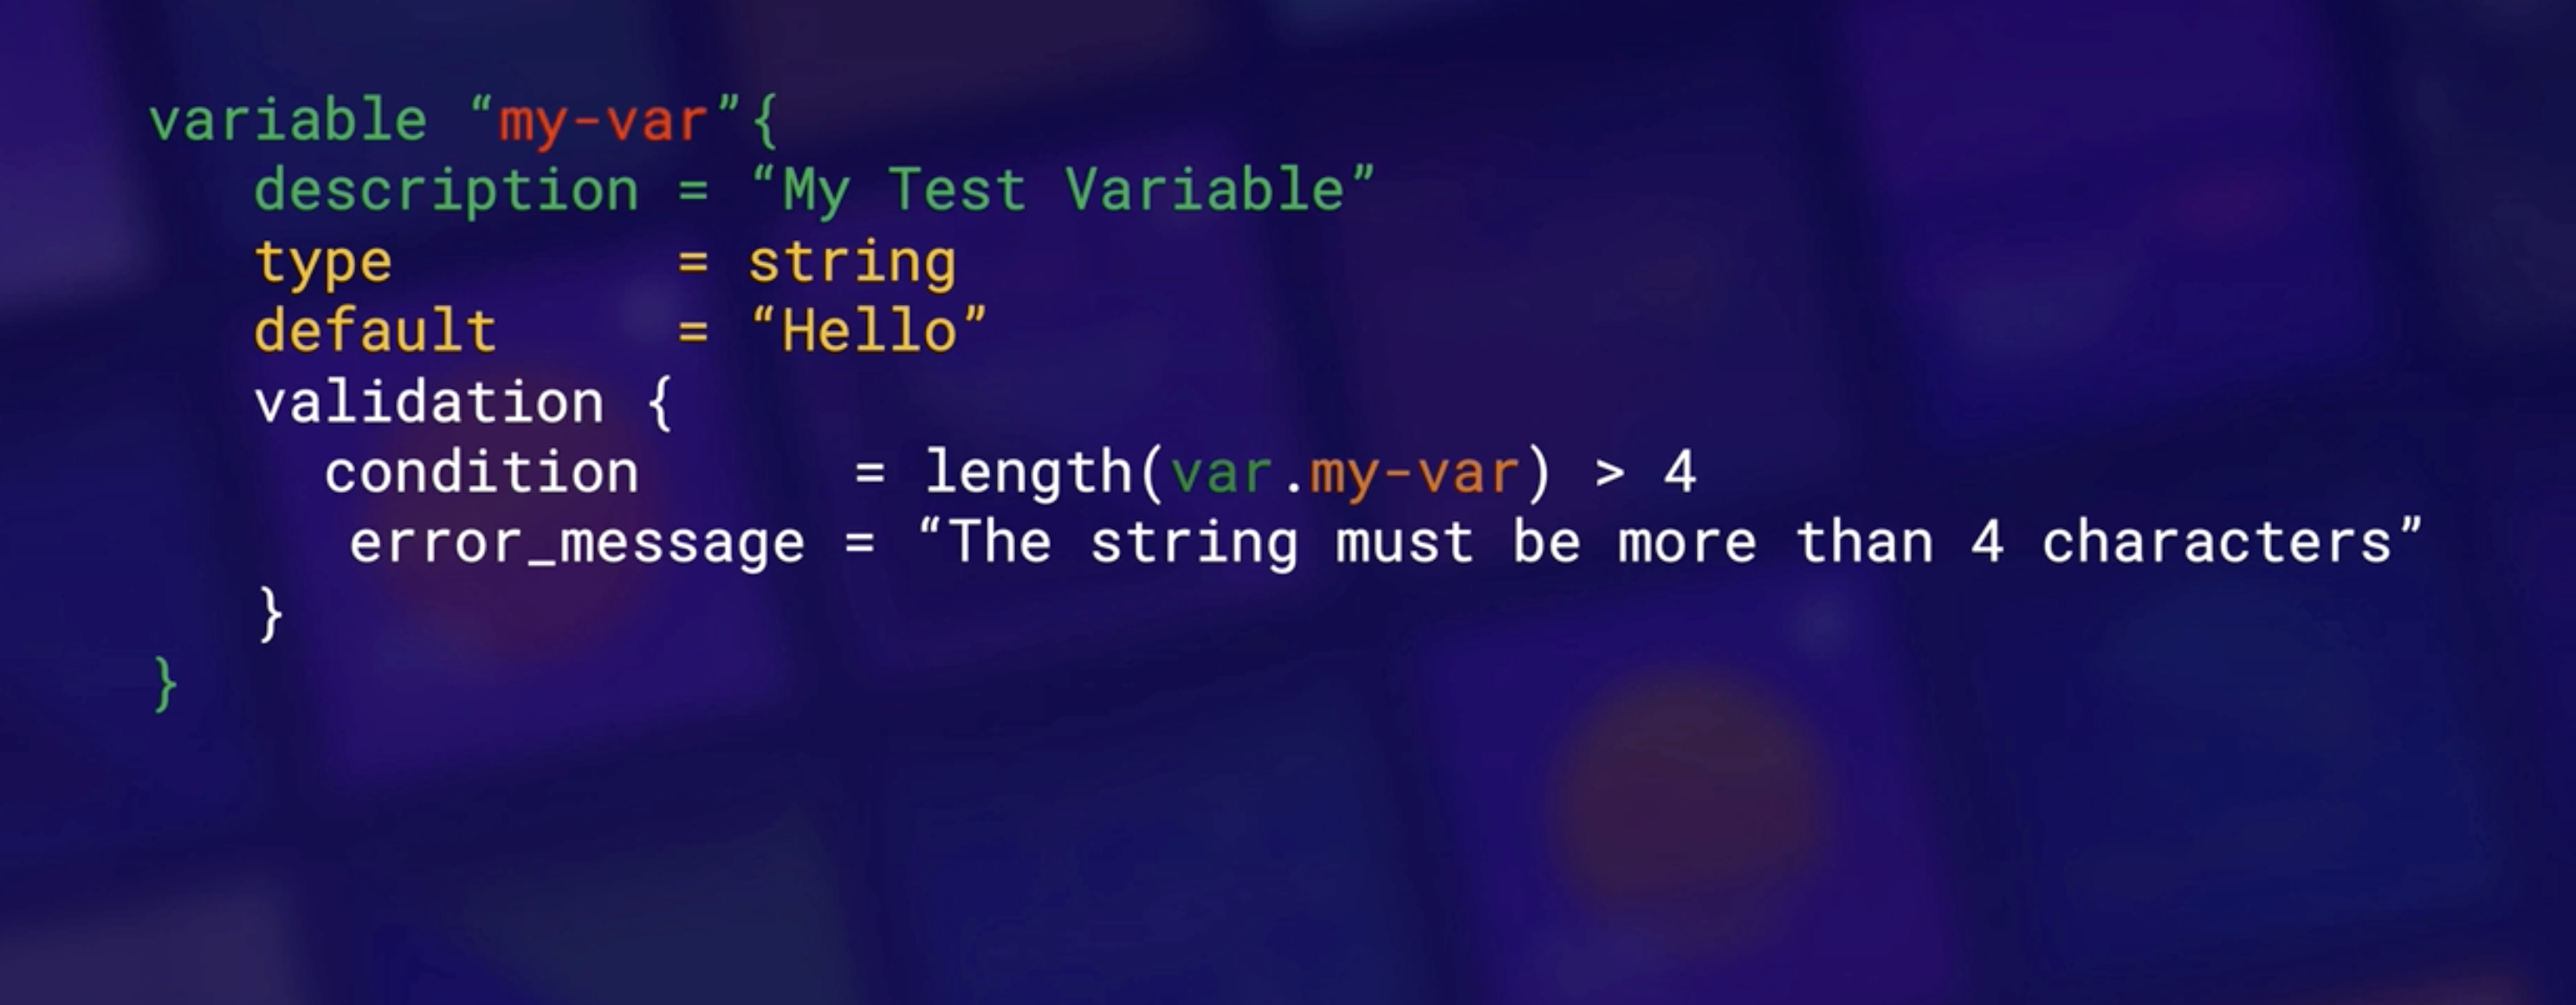 variable “my-var”{
description = “My Test Variable”
type = string
default = “Hello”
validation {
condition = length(var.my-var) > 4
error_message = “The string must be more than 4 characters”
}
}